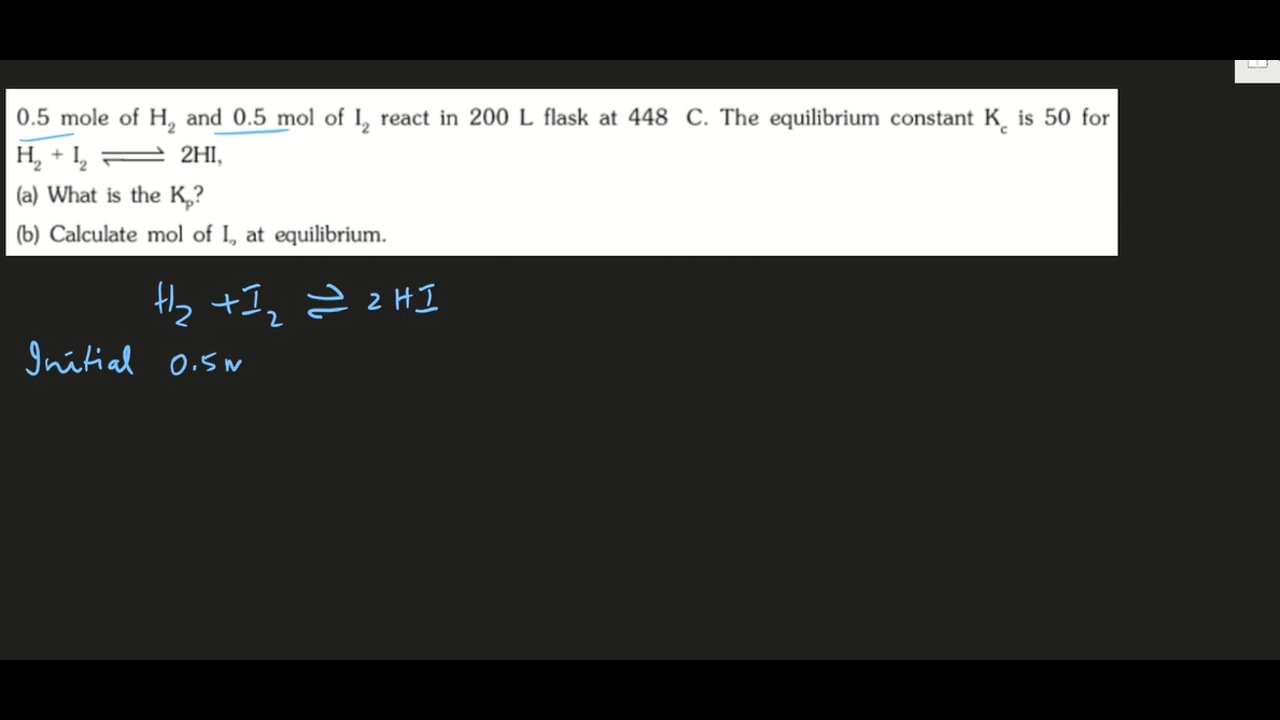 0.5 mole of H₂ and 0.5 mol of I₂ react in 200 L flask at 448 C. The equilibrium constant K_c is 50 for
H₂ + I₂ ⇌ 2HI,
(a) What is the K_p?
(b) Calculate mol of I₂ at equilibrium.
H₂ + I₂ ⇌ 2HI
Initial 0.5